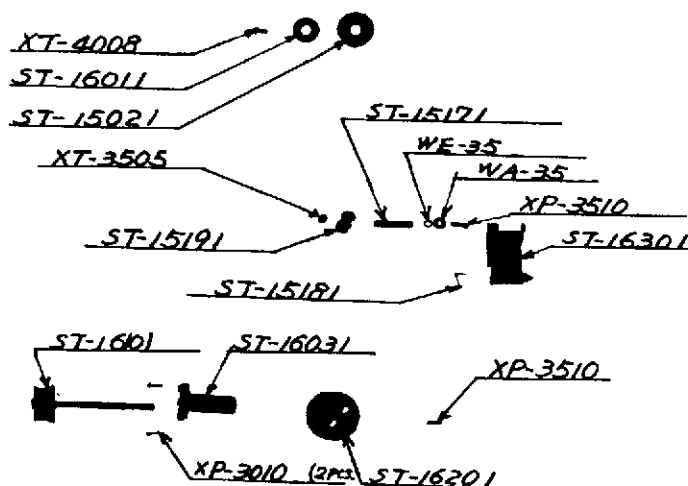 XT-4008
ST-16011
ST-15021
ST-15171
WE-35
XT-3505
WA-35
XP-3510
ST-15191
ST-16301
ST-15181
ST-16101
ST-16031
XP-3510
XP-3010 (2PCS.
ST-16201